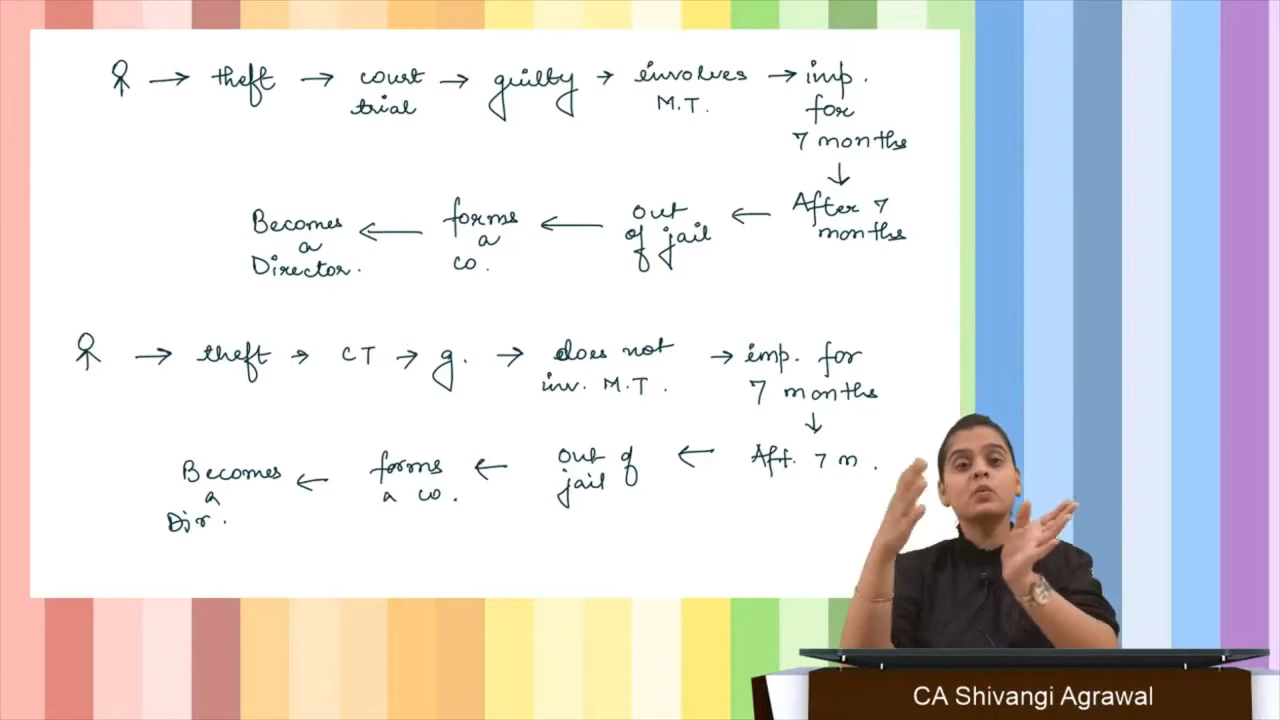 → theft → court trial → guilty → involves M.T. → imp. for 7 months
↓
After 7 months
← out of jail
← forms a co.
← Becomes a Director.
→ theft → CT → g. → does not inv. M.T. → imp. for 7 months
↓
Aft. 7 m.
← out of jail
← forms a co.
← Becomes a Dir.
CA Shivangi Agrawal